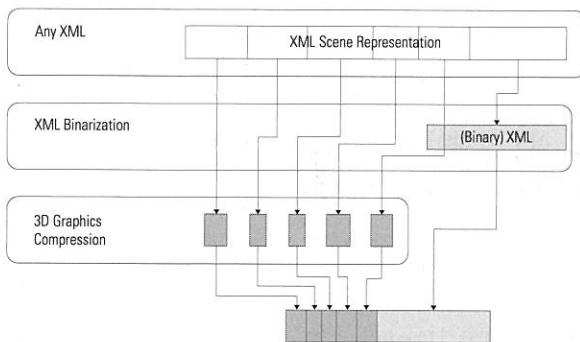 Any XML
XML Scene Representation
XML Binarization
(Binary) XML
3D Graphics
Compression